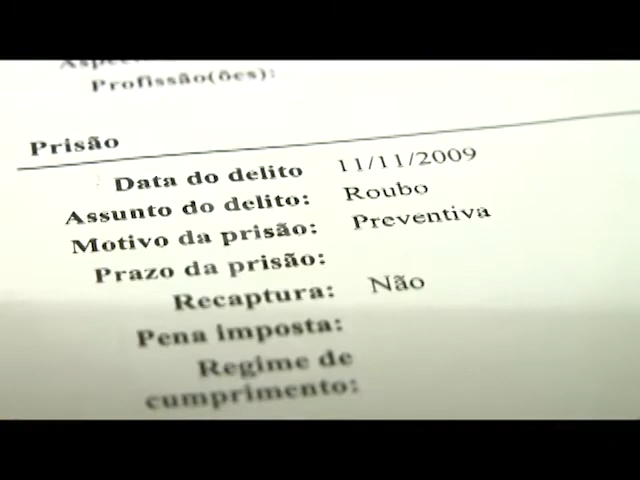 Profissão(ões):
Prisão
Data do delito 11/11/2009
Assunto do delito: Roubo
Motivo da prisão: Preventiva
Prazo da prisão:
Recaptura: Não
Pena imposta:
Regime de
cumprimento: